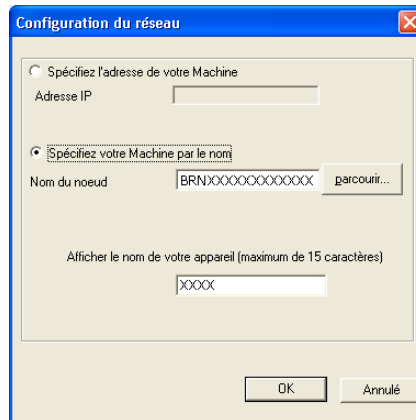 Configuration du réseau
Spécifiez l'adresse de votre Machine
Adresse IP
Spécifiez votre Machine par le nom
Nom du noeud BRNXXXXXXXXXXXX parcourir...
Afficher le nom de votre appareil (maximum de 15 caractères)
XXXX
OK Annulé